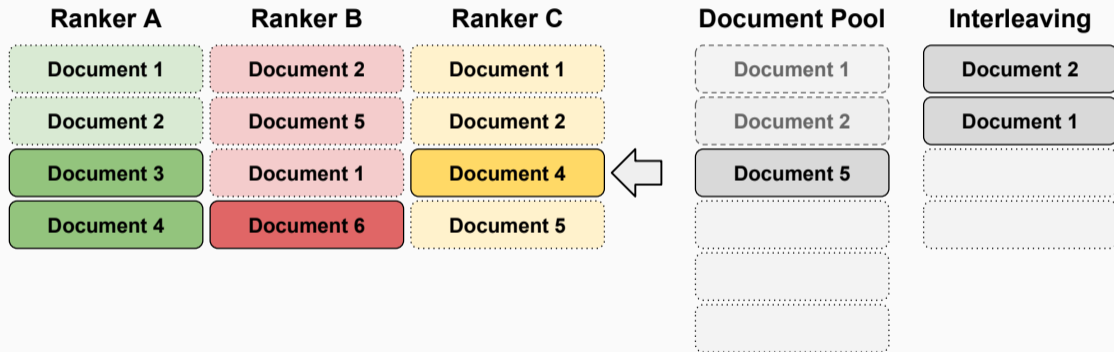 Ranker A Ranker B Ranker C Document Pool Interleaving
Document 1 Document 2 Document 1 Document 1 Document 2
Document 2 Document 5 Document 2 Document 2 Document 1
Document 3 Document 1 Document 4 Document 5
Document 4 Document 6 Document 5